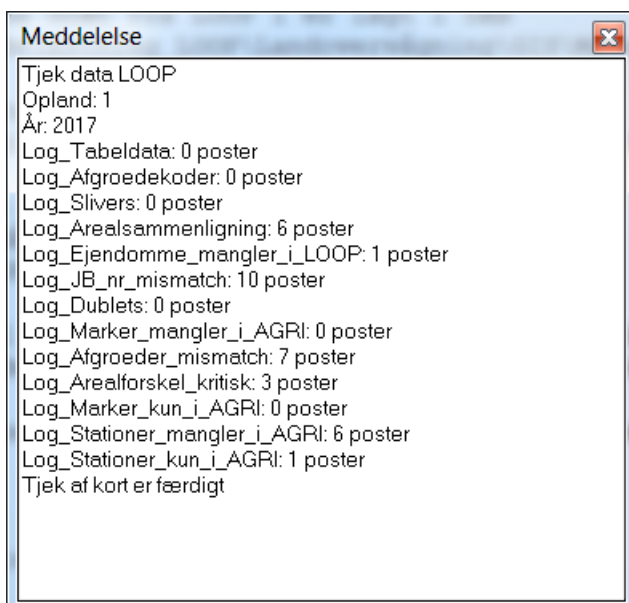 Meddelelse
Tjek data LOOP
Opland: 1
År: 2017
Log_Tabeldata: 0 poster
Log_Afgroedekoder: 0 poster
Log_Slivers: 0 poster
Log_Arealsammenligning: 6 poster
Log_Ejendomme_mangler_i_LOOP: 1 poster
Log_JB_nr_mismatch: 10 poster
Log_Dublets: 0 poster
Log_Marker_mangler_i_AGRI: 0 poster
Log_Afgroeder_mismatch: 7 poster
Log_Arealforskel_kritisk: 3 poster
Log_Marker_kun_i_AGRI: 0 poster
Log_Stationer_mangler_i_AGRI: 6 poster
Log_Stationer_kun_i_AGRI: 1 poster
Tjek af kort er færdigt